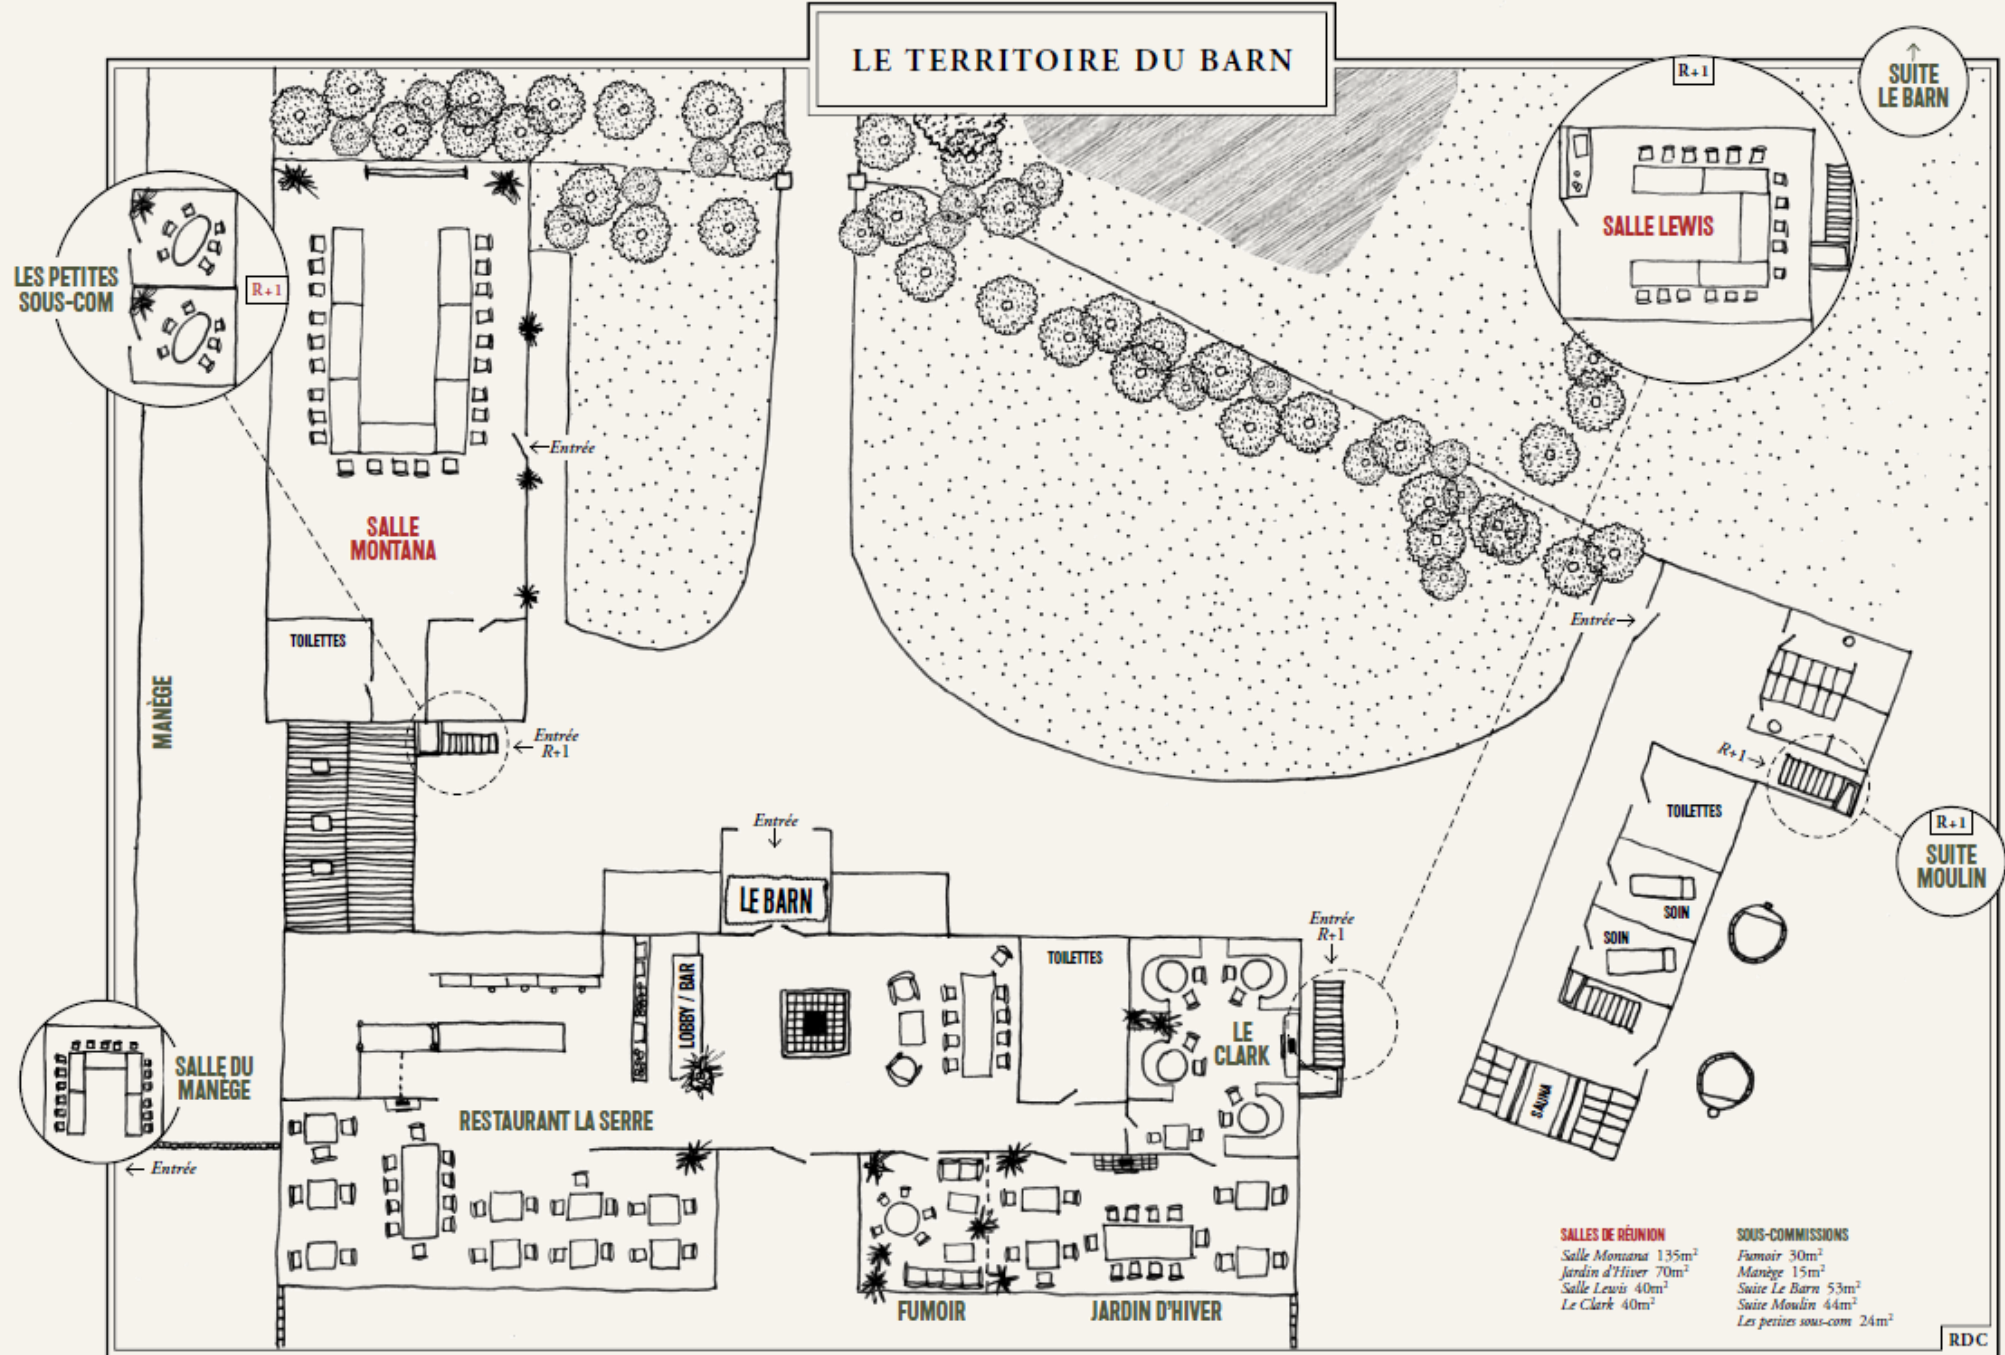 LE TERRITOIRE DU BARN
↑
SUITE
LE BARN
R+1
SALLE LEWIS
LES PETITES
SOUS-COM
R+1
←Entrée
SALLE
MONTANA
TOILETTES
MANÈGE
← Entrée
R+1
Entrée→
R+1→
TOILETTES
R+1
SUITE
MOULIN
SOIN
SOIN
SAUNA
Entrée
↓
LE BARN
Entrée
R+1
↓
LOBBY / BAR
TOILETTES
LE
CLARK
SALLE DU
MANÈGE
← Entrée
RESTAURANT LA SERRE
FUMOIR
JARDIN D'HIVER
SALLES DE RÉUNION
Salle Montana 135m²
Jardin d'Hiver 70m²
Salle Lewis 40m²
Le Clark 40m²
SOUS-COMMISSIONS
Fumoir 30m²
Manège 15m²
Suite Le Barn 53m²
Suite Moulin 44m²
Les petites sous-com 24m²
RDC